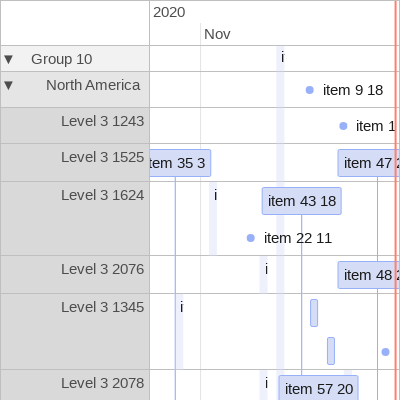 2020
Nov
▼ Group 10 i
▼ North America item 9 18
Level 3 1243 item 1
Level 3 1525 item 35 3 item 47
Level 3 1624 i item 43 18
item 22 11
Level 3 2076 i item 48
Level 3 1345 i
Level 3 2078 i item 57 20